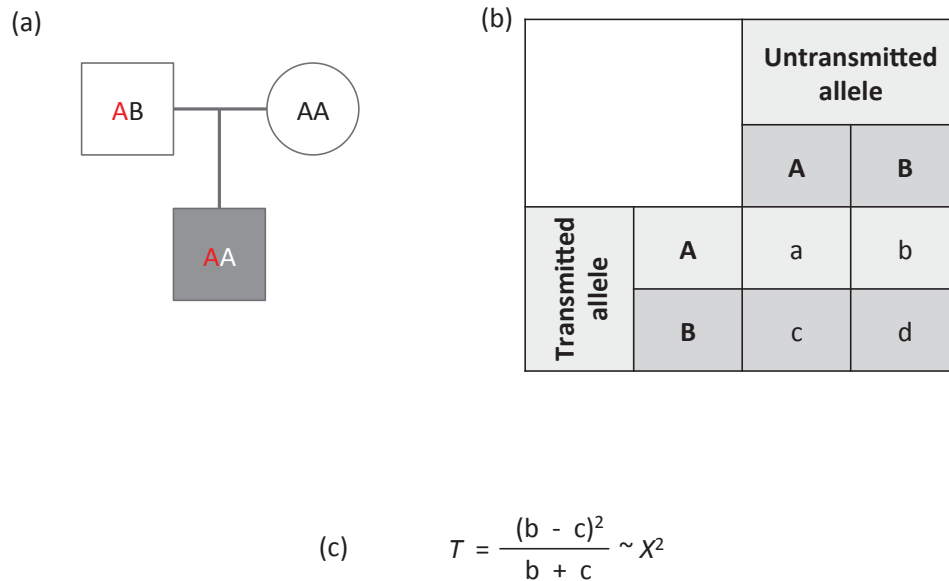 (a)
AB
AA
AA
(b)
Untransmitted
allele
A B
Transmitted
allele
A a b
B c d
(c) T = (b - c)² / b + c ~ X²